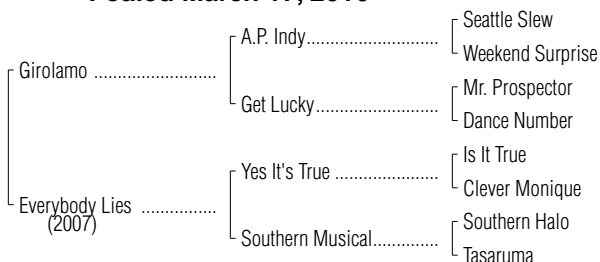 Seattle Slew
A.P. Indy
Weekend Surprise
Girolamo
Mr. Prospector
Get Lucky
Dance Number
Is It True
Yes It's True
Clever Monique
Everybody Lies
(2007)
Southern Halo
Southern Musical
Tasaruma